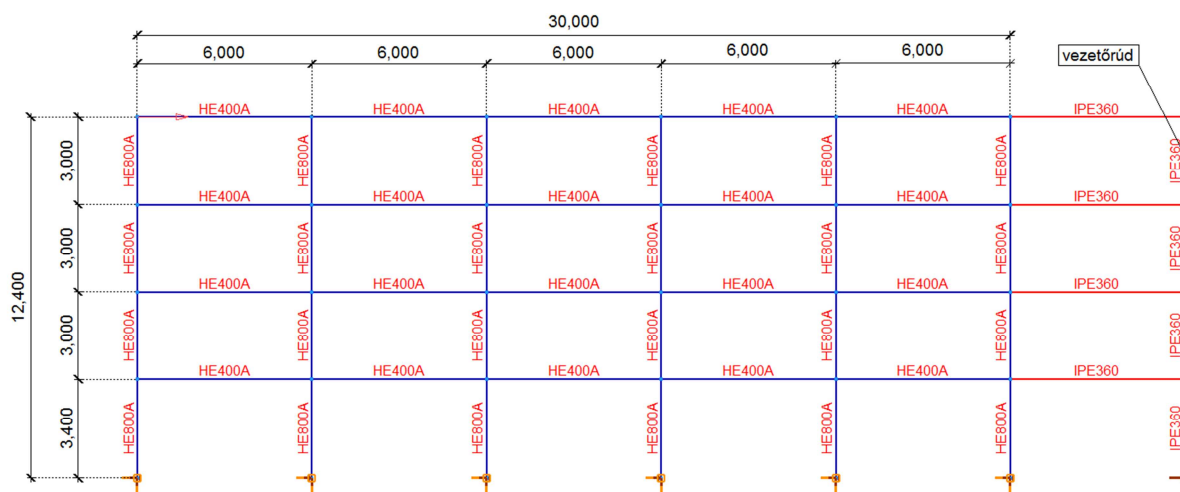 30,000
6,000 6,000 6,000 6,000 6,000
vezetőrúd
HE400A HE400A HE400A HE400A HE400A IPE360
3,000 HE800A HE800A HE800A HE800A HE800A HE800A IPE360
HE400A HE400A HE400A HE400A HE400A IPE360
3,000 HE800A HE800A HE800A HE800A HE800A HE800A IPE360
12,400
HE400A HE400A HE400A HE400A HE400A IPE360
3,000 HE800A HE800A HE800A HE800A HE800A HE800A IPE360
HE400A HE400A HE400A HE400A HE400A IPE360
3,400 HE800A HE800A HE800A HE800A HE800A HE800A IPE360